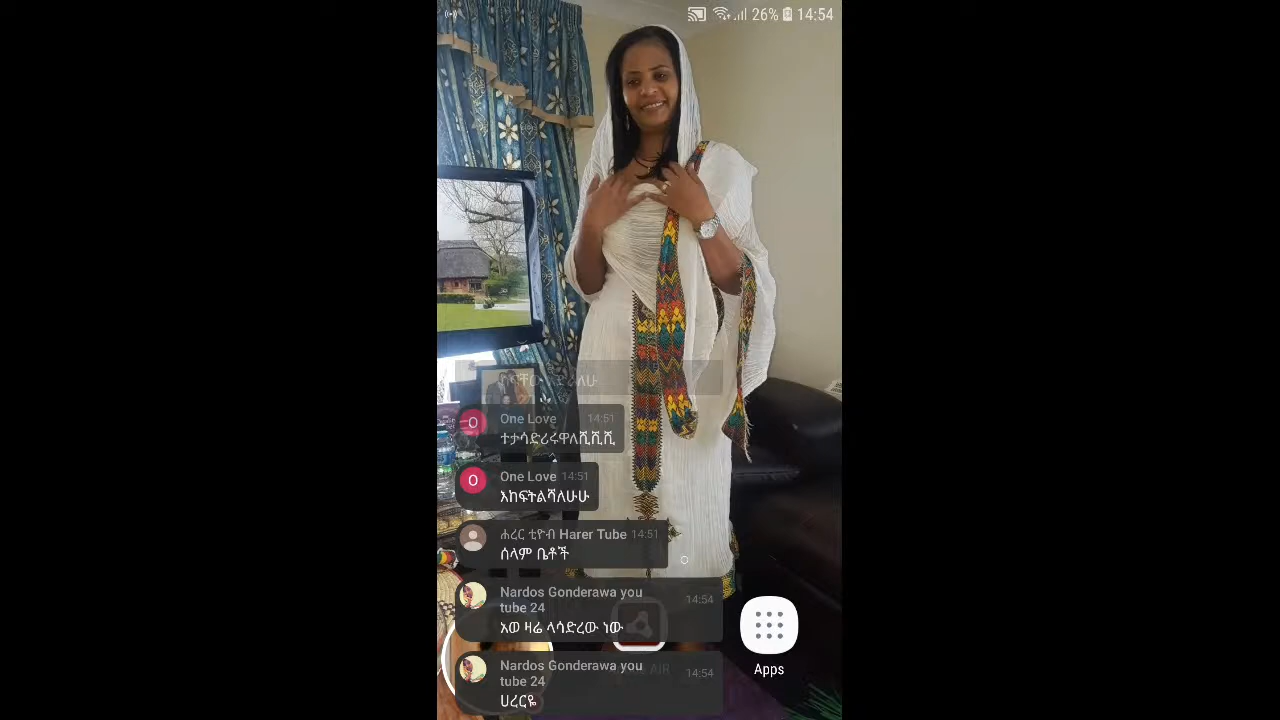 26% 14:54
One Love 14:51
ተታሳድሪሩዋለሺሺሺ
One Love 14:51
እከፍትልሻለሁሁ
ሐረር ቲዮብ Harer Tube 14:51
ሰላም ቤቶች
Nardos Gonderawa you
tube 24 14:54
አወ ዛሬ ላሳድረው ነው
Nardos Gonderawa you
tube 24 14:54
ሀረርዬ
AIR
Apps